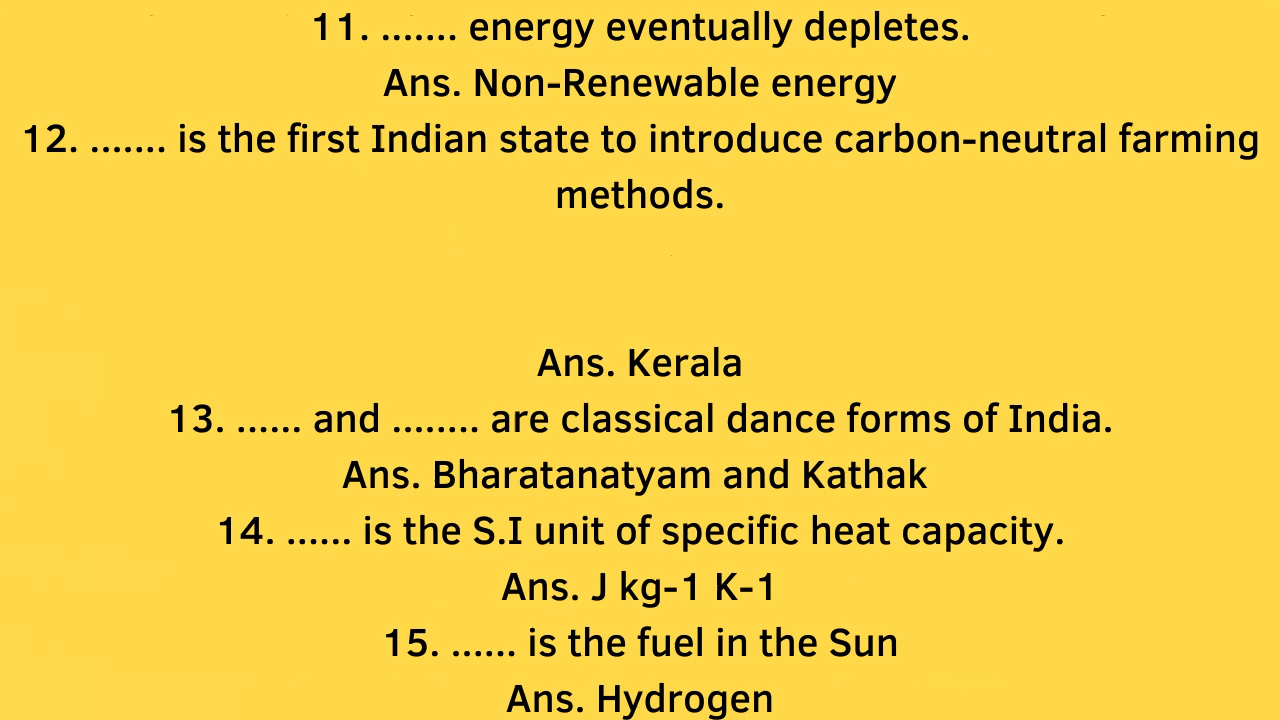 11. ....... energy eventually depletes.
Ans. Non-Renewable energy
12. ....... is the first Indian state to introduce carbon-neutral farming
methods.
Ans. Kerala
13. ...... and ........ are classical dance forms of India.
Ans. Bharatanatyam and Kathak
14. ...... is the S.I unit of specific heat capacity.
Ans. J kg-1 K-1
15. ...... is the fuel in the Sun
Ans. Hydrogen